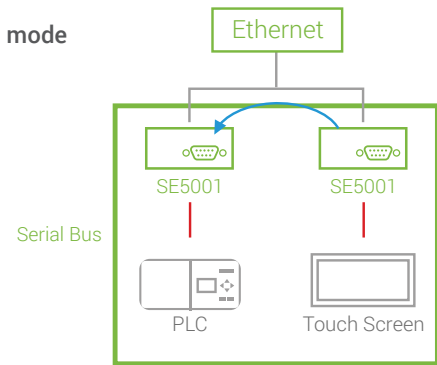 mode
Ethernet
SE5001 SE5001
Serial Bus
PLC Touch Screen